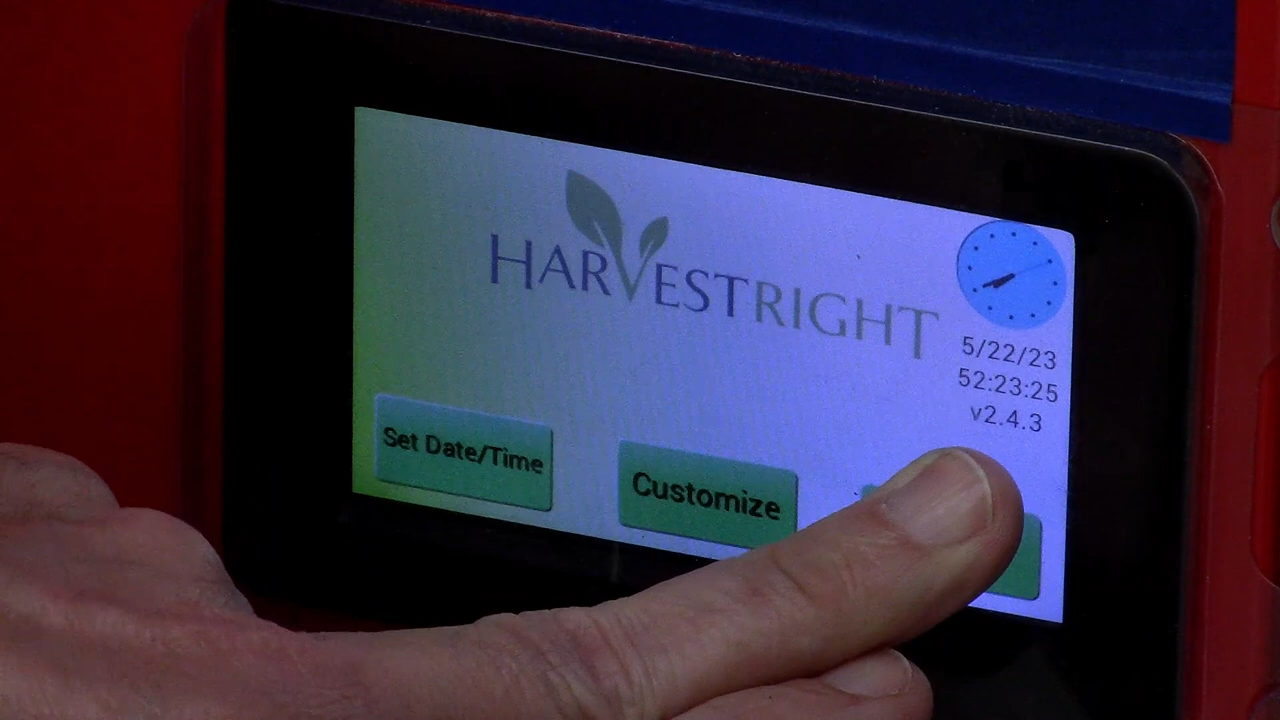 HARVESTRIGHT
5/22/23
52:23:25
v2.4.3
Set Date/Time
Customize